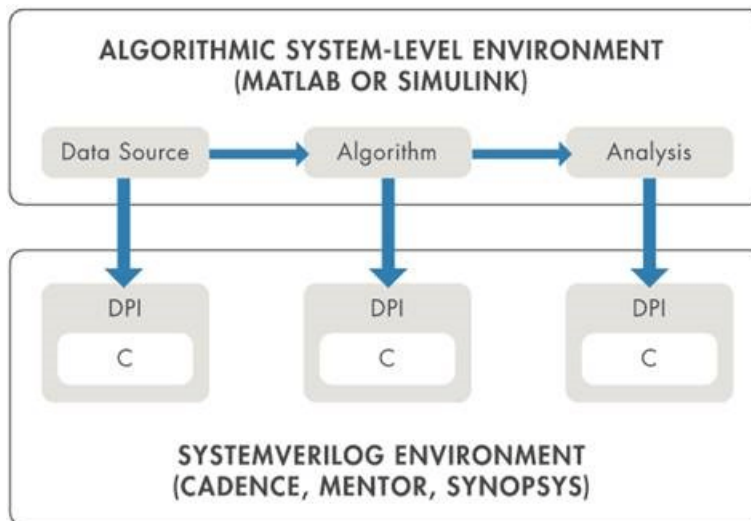 ALGORITHMIC SYSTEM-LEVEL ENVIRONMENT
(MATLAB OR SIMULINK)
Data Source
Algorithm
Analysis
DPI
DPI
DPI
C
C
C
SYSTEMVERILOG ENVIRONMENT
(CADENCE, MENTOR, SYNOPSYS)